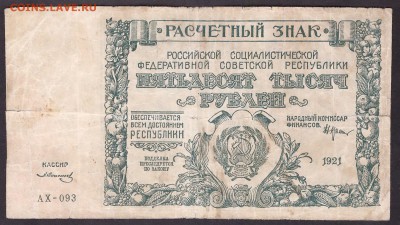 COINS.LAVE.RU
РАСЧЕТНЫЙ ЗНАК
РОССИЙСКОЙ СОЦИАЛИСТИЧЕСКОЙ
ФЕДЕРАТИВНОЙ СОВЕТСКОЙ РЕСПУБЛИКИ
ПЯТЬДЕСЯТ ТЫСЯЧ
РУБЛЕЙ
ОБЕСПЕЧИВАЕТСЯ
ВСЕМ ДОСТОЯНИЕМ
РЕСПУБЛИКИ
НАРОДНЫЙ КОМИССАР
ФИНАНСОВ
ПОДДЕЛКА
ПРЕСЛЕДУЕТСЯ
ПО ЗАКОНУ
1921
КАССИР
АХ-093